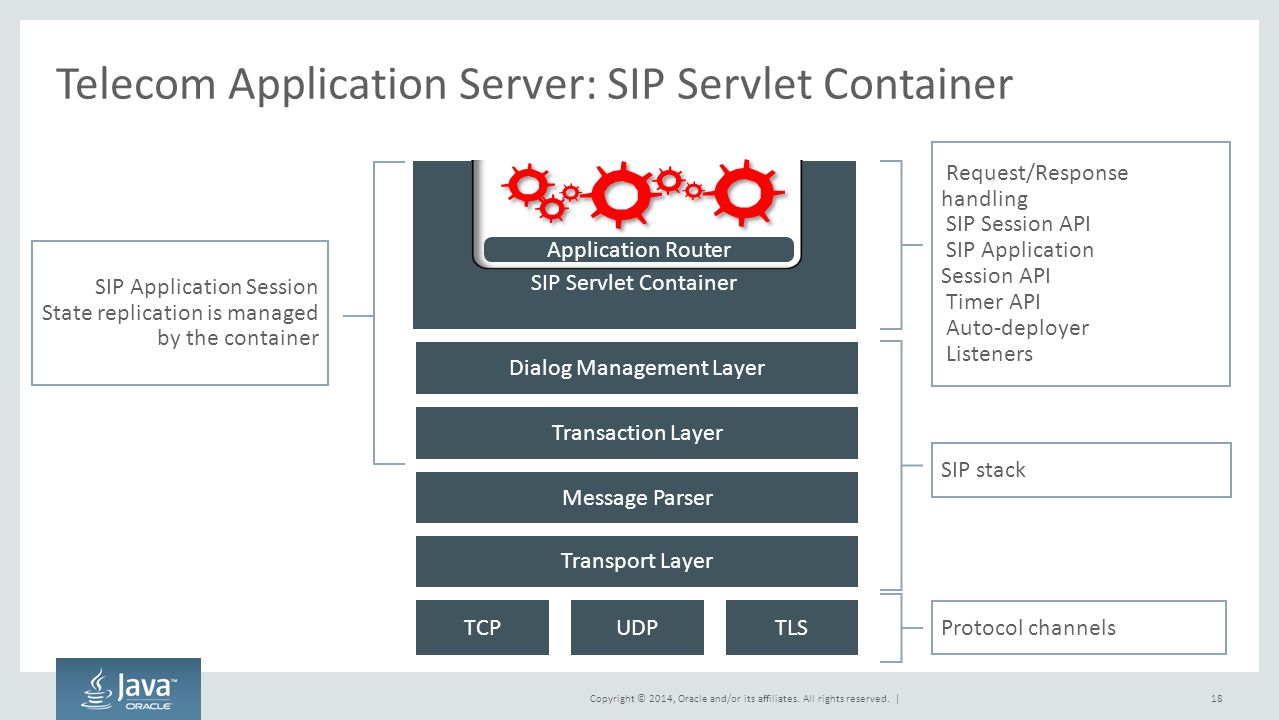 Telecom Application Server: SIP Servlet Container
SIP Application Session
State replication is managed
by the container
Application Router
SIP Servlet Container
Dialog Management Layer
Transaction Layer
Message Parser
Transport Layer
TCP
UDP
TLS
Request/Response
handling
SIP Session API
SIP Application
Session API
Timer API
Auto-deployer
Listeners
SIP stack
Protocol channels
Java™
ORACLE
Copyright © 2014, Oracle and/or its affiliates. All rights reserved. |
18